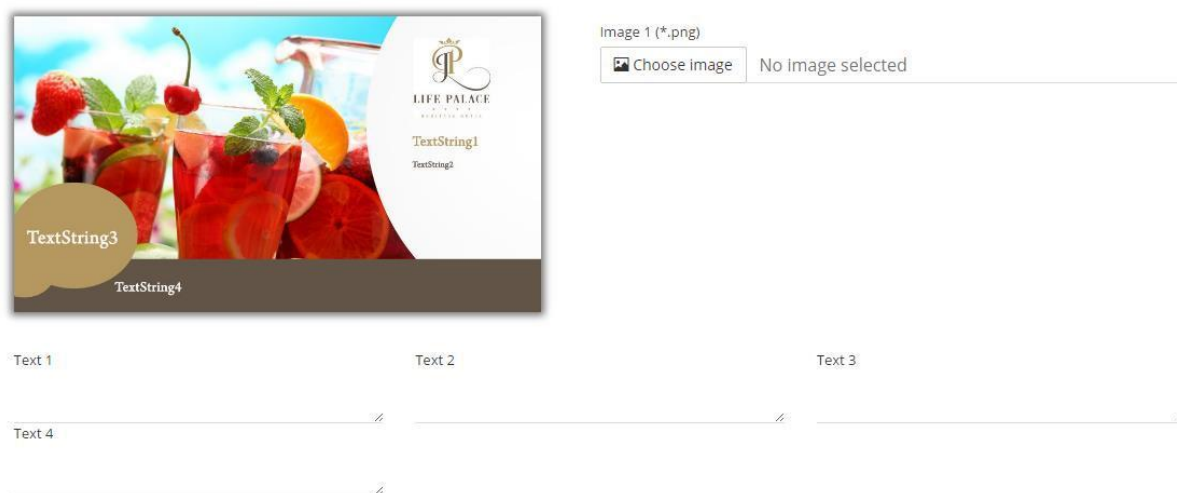 Image 1 (*.png)
Choose image
No image selected
LIFE PALACE
TextString1
TextString2
TextString3
TextString4
Text 1
Text 2
Text 3
Text 4